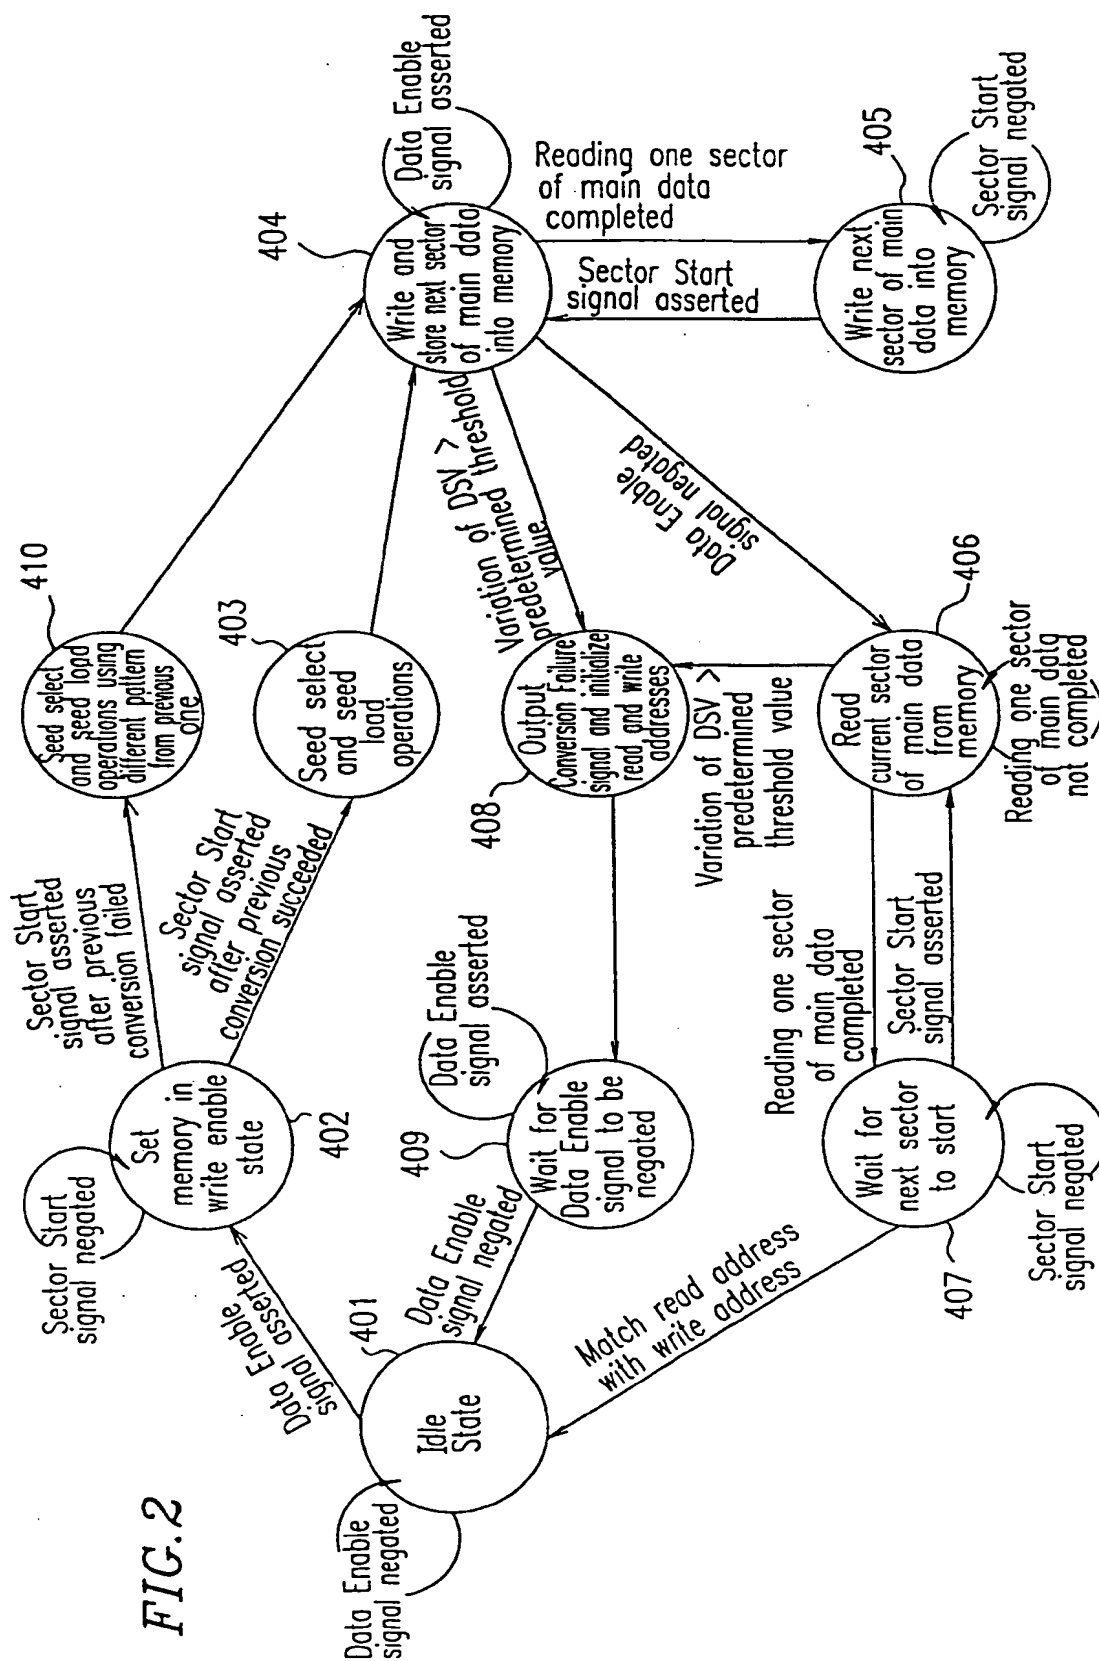 FIG.2
Data Enable
signal negated
Idle
State
401
Data Enable
signal asserted
Sector Start
signal negated
Set
memory in
write enable
state
402
Sector Start
signal asserted
after previous
conversion failed
Sector Start
signal asserted
after previous
conversion succeeded
Seed select
and seed load
operations using
different pattern
from previous
one
410
Seed select
and seed
load
operations
403
Write and
store next sector
of main data
into memory
404
Data Enable
signal asserted
Reading one sector
of main data
completed
Sector Start
signal asserted
Write next
sector of main
data into
memory
405
Sector Start
signal negated
Variation of DSV >
predetermined threshold
value
Data Enable
signal negated
Output
Conversion Failure
signal and initialize
read and write
addresses
408
Variation of DSV >
predetermined
threshold value
Read
current sector
of main data
from
memory
406
Reading one sector
of main data
not completed
Data Enable
signal asserted
Wait for
Data Enable
signal to be
negated
409
Data Enable
signal negated
Reading one sector
of main data
completed
Sector Start
signal asserted
Wait for
next sector
to start
407
Sector Start
signal negated
Match read address
with write address